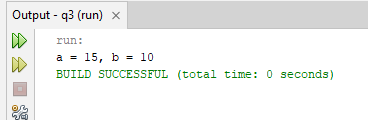 Output - q3 (run) ×
run:
a = 15, b = 10
BUILD SUCCESSFUL (total time: 0 seconds)